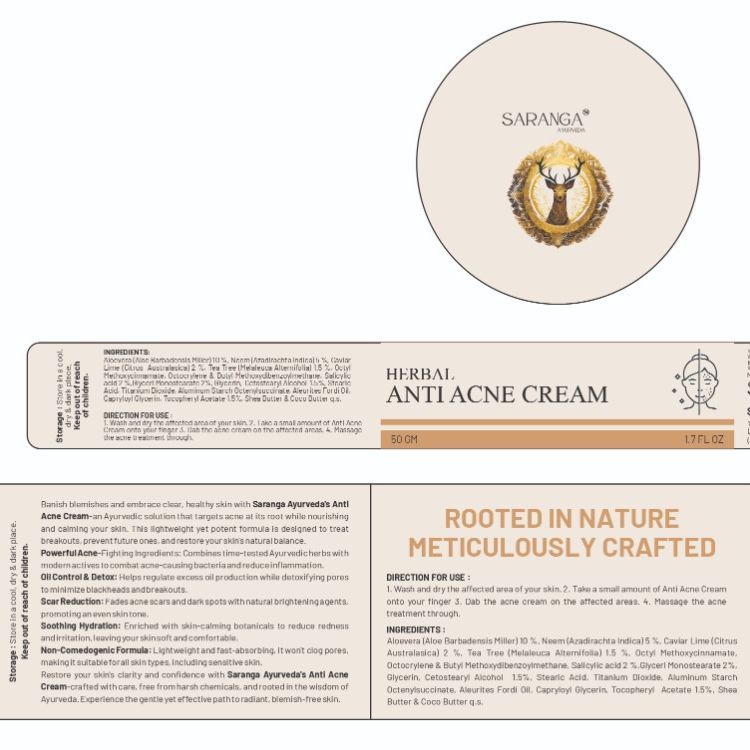 SARANGA
AYURVEDA
Storage : Store in a cool,
dry & dark place.
Keep out of reach
of children.
INGREDIENTS:
Aloevera (Aloe Barbadensis Miller) 10 %, Neem (Azadirachta Indica) 5 %, Caviar
Lime (Citrus Australasica) 2 %, Tea Tree (Melaleuca Alternifolia) 1.5 %, Octyl
Methoxycinnamate, Octocrylene & Butyl Methoxydibenzoylmethane, Salicylic
acid 2 %,Glyceri Monostearate 2%, Glycerin, Cetostearyl Alcohol 1.5%, Stearic
Acid, Titanium Dioxide, Aluminum Starch Octenylsuccinate, Aleurites Fordi Oil,
Capryloyl Glycerin, Tocopheryl Acetate 1.5%, Shea Butter & Coco Butter q.s.
DIRECTION FOR USE :
1. Wash and dry the affected area of your skin. 2. Take a small amount of Anti Acne
Cream onto your finger 3. Dab the acne cream on the affected areas. 4. Massage
the acne treatment through.
HERBAL
ANTI ACNE CREAM
50 GM 1.7 FL OZ
Storage : Store in a cool, dry & dark place.
Keep out of reach of children.
Banish blemishes and embrace clear, healthy skin with Saranga Ayurveda's Anti
Acne Cream-an Ayurvedic solution that targets acne at its root while nourishing
and calming your skin. This lightweight yet potent formula is designed to treat
breakouts, prevent future ones, and restore your skin's natural balance.
Powerful Acne-Fighting Ingredients: Combines time-tested Ayurvedic herbs with
modern actives to combat acne-causing bacteria and reduce inflammation.
Oil Control & Detox: Helps regulate excess oil production while detoxifying pores
to minimize blackheads and breakouts.
Scar Reduction: Fades acne scars and dark spots with natural brightening agents,
promoting an even skin tone.
Soothing Hydration: Enriched with skin-calming botanicals to reduce redness
and irritation, leaving your skin soft and comfortable.
Non-Comedogenic Formula: Lightweight and fast-absorbing, it won't clog pores,
making it suitable for all skin types, including sensitive skin.
Restore your skin's clarity and confidence with Saranga Ayurveda's Anti Acne
Cream-crafted with care, free from harsh chemicals, and rooted in the wisdom of
Ayurveda. Experience the gentle yet effective path to radiant, blemish-free skin.
ROOTED IN NATURE
METICULOUSLY CRAFTED
DIRECTION FOR USE :
1. Wash and dry the affected area of your skin. 2. Take a small amount of Anti Acne Cream
onto your finger 3. Dab the acne cream on the affected areas. 4. Massage the acne
treatment through.
INGREDIENTS :
Aloevera (Aloe Barbadensis Miller) 10 %, Neem (Azadirachta Indica) 5 %, Caviar Lime (Citrus
Australasica) 2 %, Tea Tree (Melaleuca Alternifolia) 1.5 %, Octyl Methoxycinnamate,
Octocrylene & Butyl Methoxydibenzoylmethane, Salicylic acid 2 %,Glyceri Monostearate 2%,
Glycerin, Cetostearyl Alcohol 1.5%, Stearic Acid, Titanium Dioxide, Aluminum Starch
Octenylsuccinate, Aleurites Fordi Oil, Capryloyl Glycerin, Tocopheryl Acetate 1.5%, Shea
Butter & Coco Butter q.s.